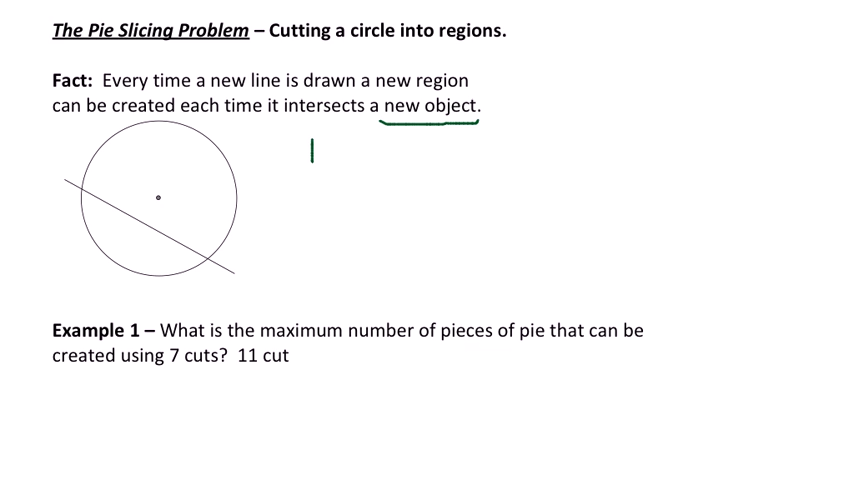 The Pie Slicing Problem – Cutting a circle into regions.
Fact: Every time a new line is drawn a new region
can be created each time it intersects a new object.
Example 1 – What is the maximum number of pieces of pie that can be
created using 7 cuts? 11 cut